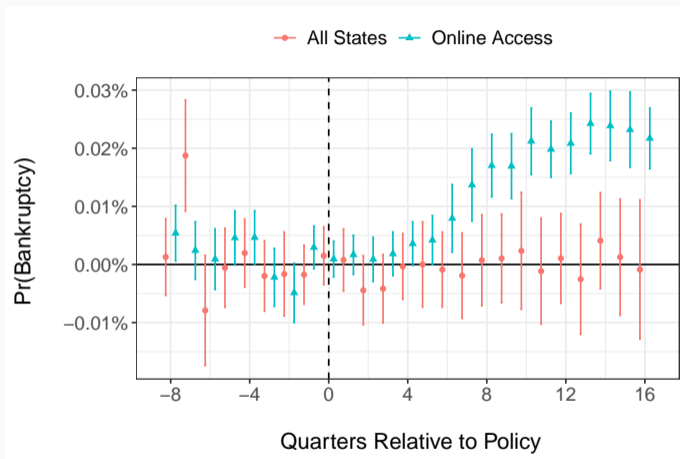 All States Online Access
0.03%
0.02%
0.01%
0.00%
−0.01%
Pr(Bankruptcy)
−8 −4 0 4 8 12 16
Quarters Relative to Policy